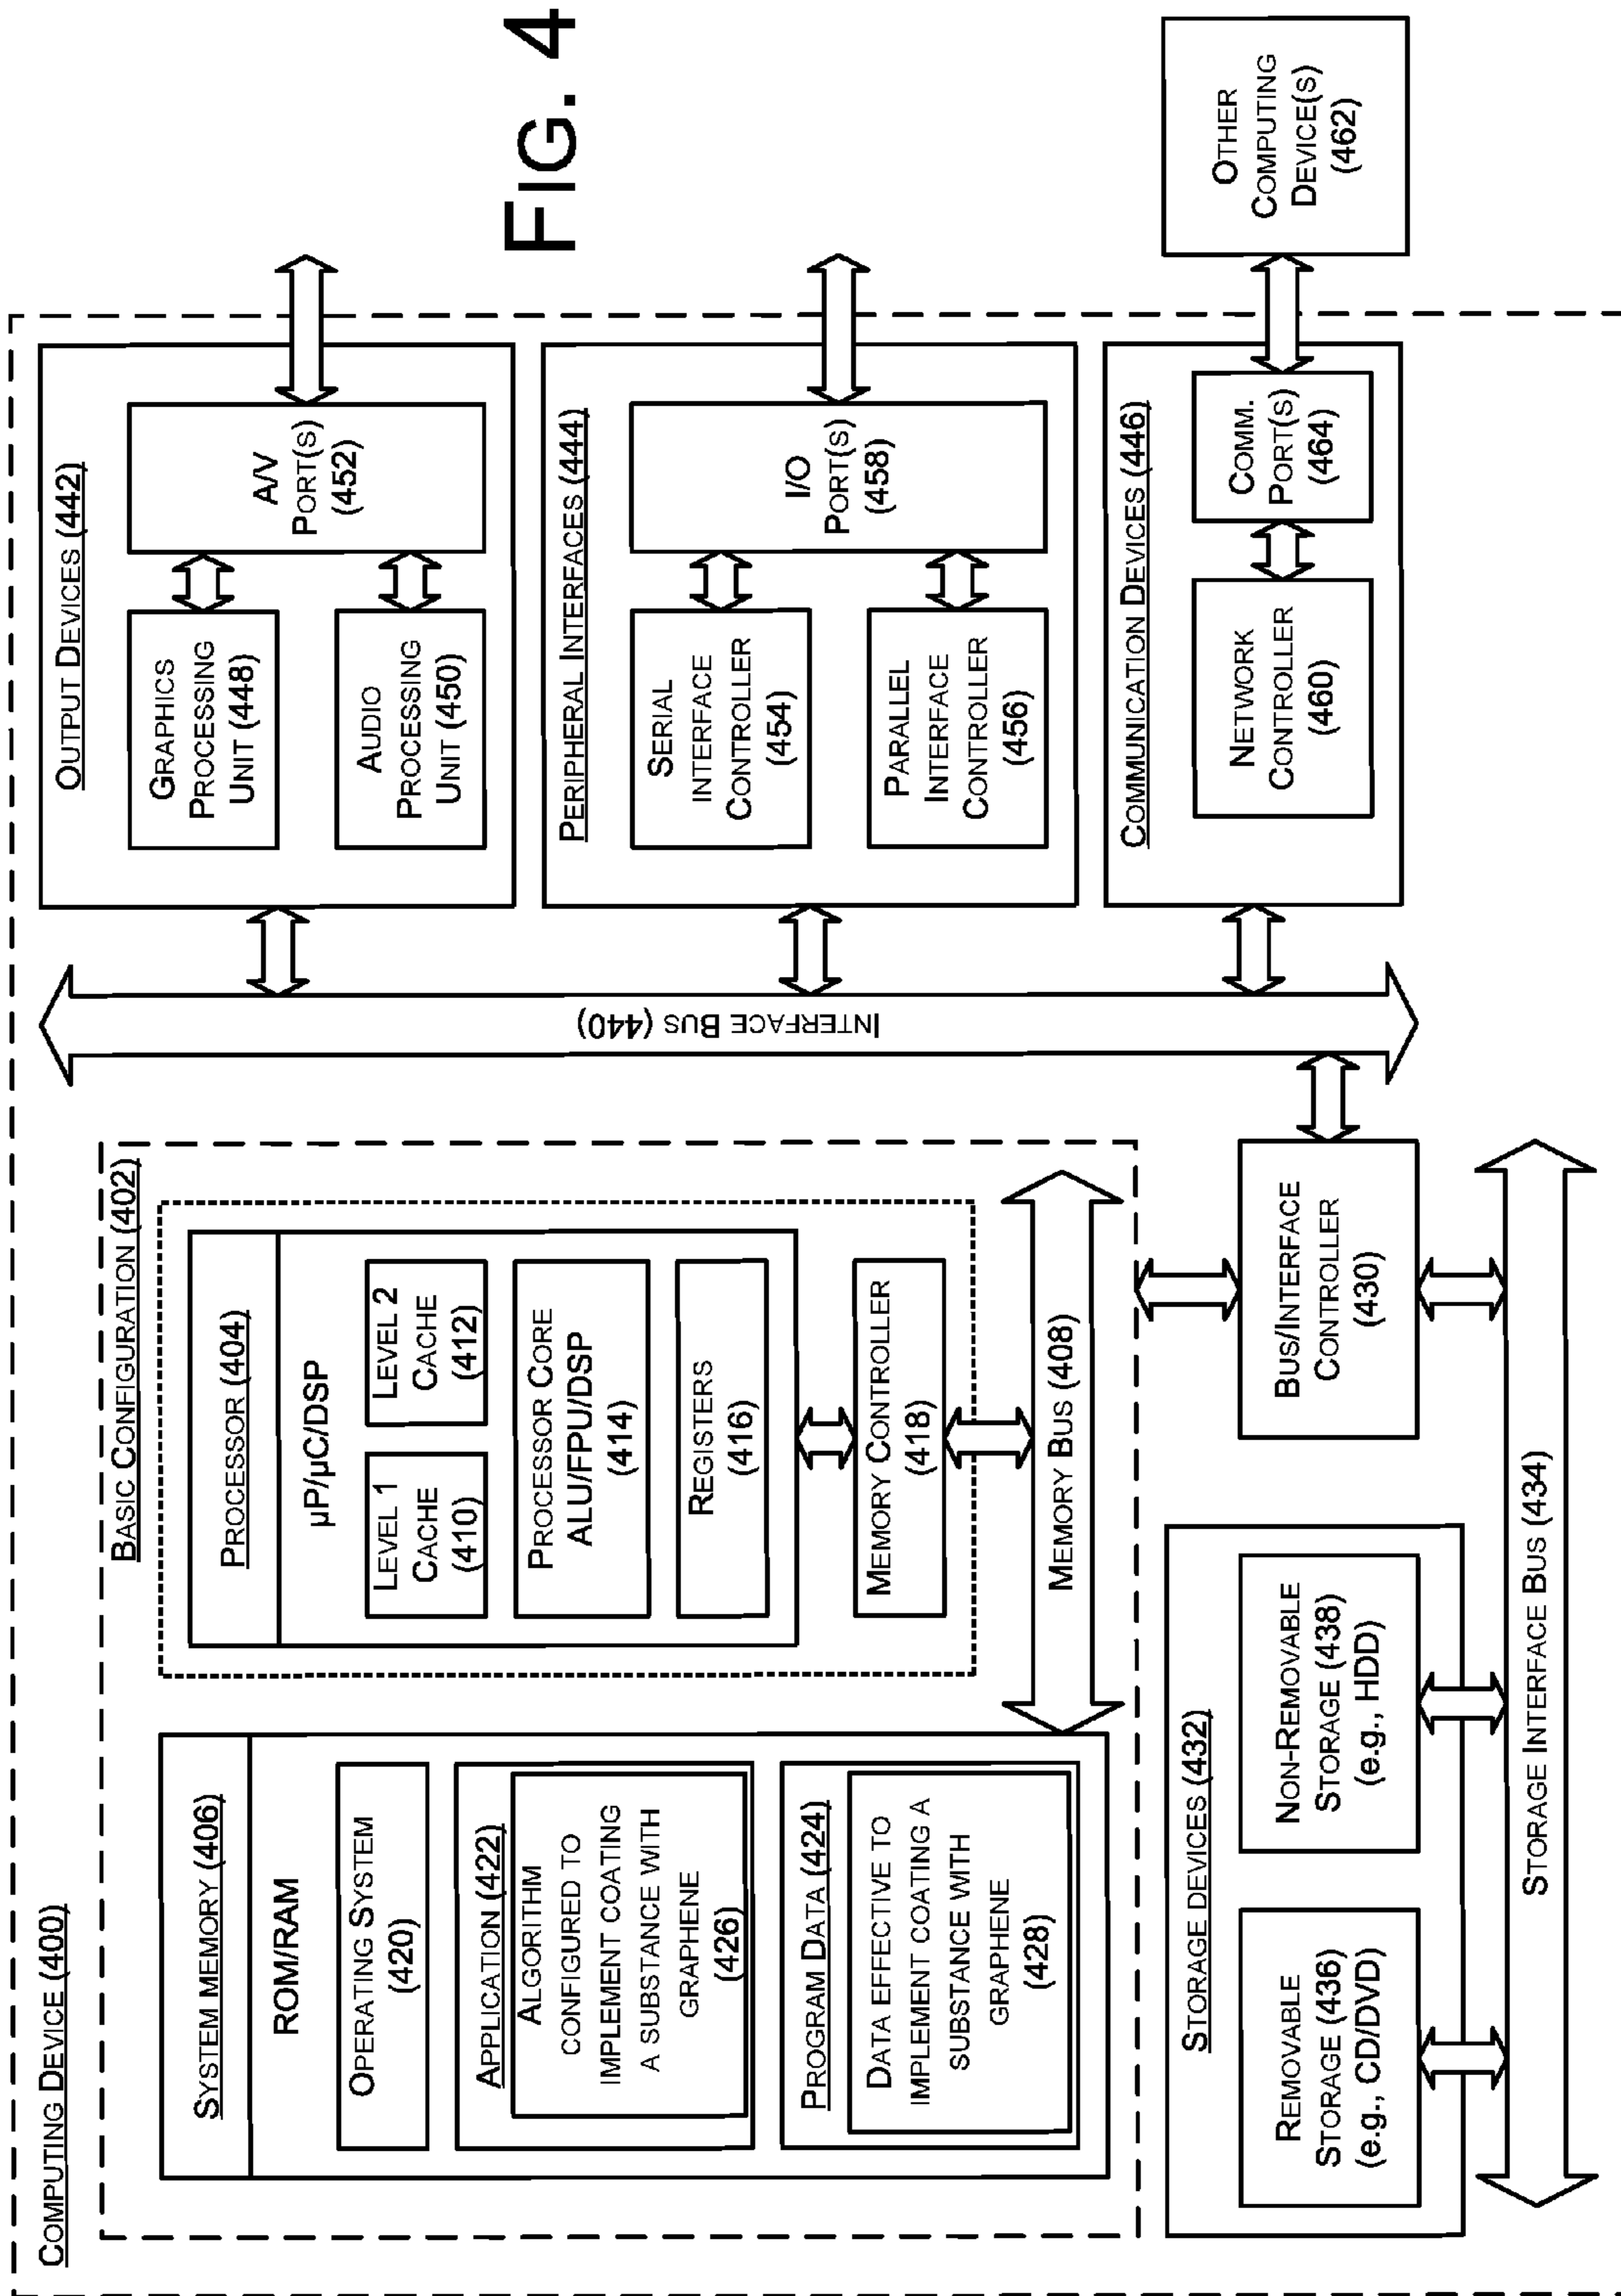 COMPUTING DEVICE (400)
BASIC CONFIGURATION (402)
SYSTEM MEMORY (406)
ROM/RAM
OPERATING SYSTEM
(420)
APPLICATION (422)
ALGORITHM
CONFIGURED TO
IMPLEMENT COATING
A SUBSTANCE WITH
GRAPHENE
(426)
PROGRAM DATA (424)
DATA EFFECTIVE TO
IMPLEMENT COATING A
SUBSTANCE WITH
GRAPHENE
(428)
PROCESSOR (404)
µP/µC/DSP
LEVEL 1
CACHE
(410)
LEVEL 2
CACHE
(412)
PROCESSOR CORE
ALU/FPU/DSP
(414)
REGISTERS
(416)
MEMORY CONTROLLER
(418)
MEMORY BUS (408)
STORAGE DEVICES (432)
REMOVABLE
STORAGE (436)
(e.g., CD/DVD)
NON-REMOVABLE
STORAGE (438)
(e.g., HDD)
BUS/INTERFACE
CONTROLLER
(430)
STORAGE INTERFACE BUS (434)
INTERFACE BUS (440)
OUTPUT DEVICES (442)
GRAPHICS
PROCESSING
UNIT (448)
AUDIO
PROCESSING
UNIT (450)
A/V
PORT(S)
(452)
PERIPHERAL INTERFACES (444)
SERIAL
INTERFACE
CONTROLLER
(454)
PARALLEL
INTERFACE
CONTROLLER
(456)
I/O
PORT(S)
(458)
COMMUNICATION DEVICES (446)
NETWORK
CONTROLLER
(460)
COMM.
PORT(S)
(464)
OTHER
COMPUTING
DEVICE(S)
(462)
FIG. 4